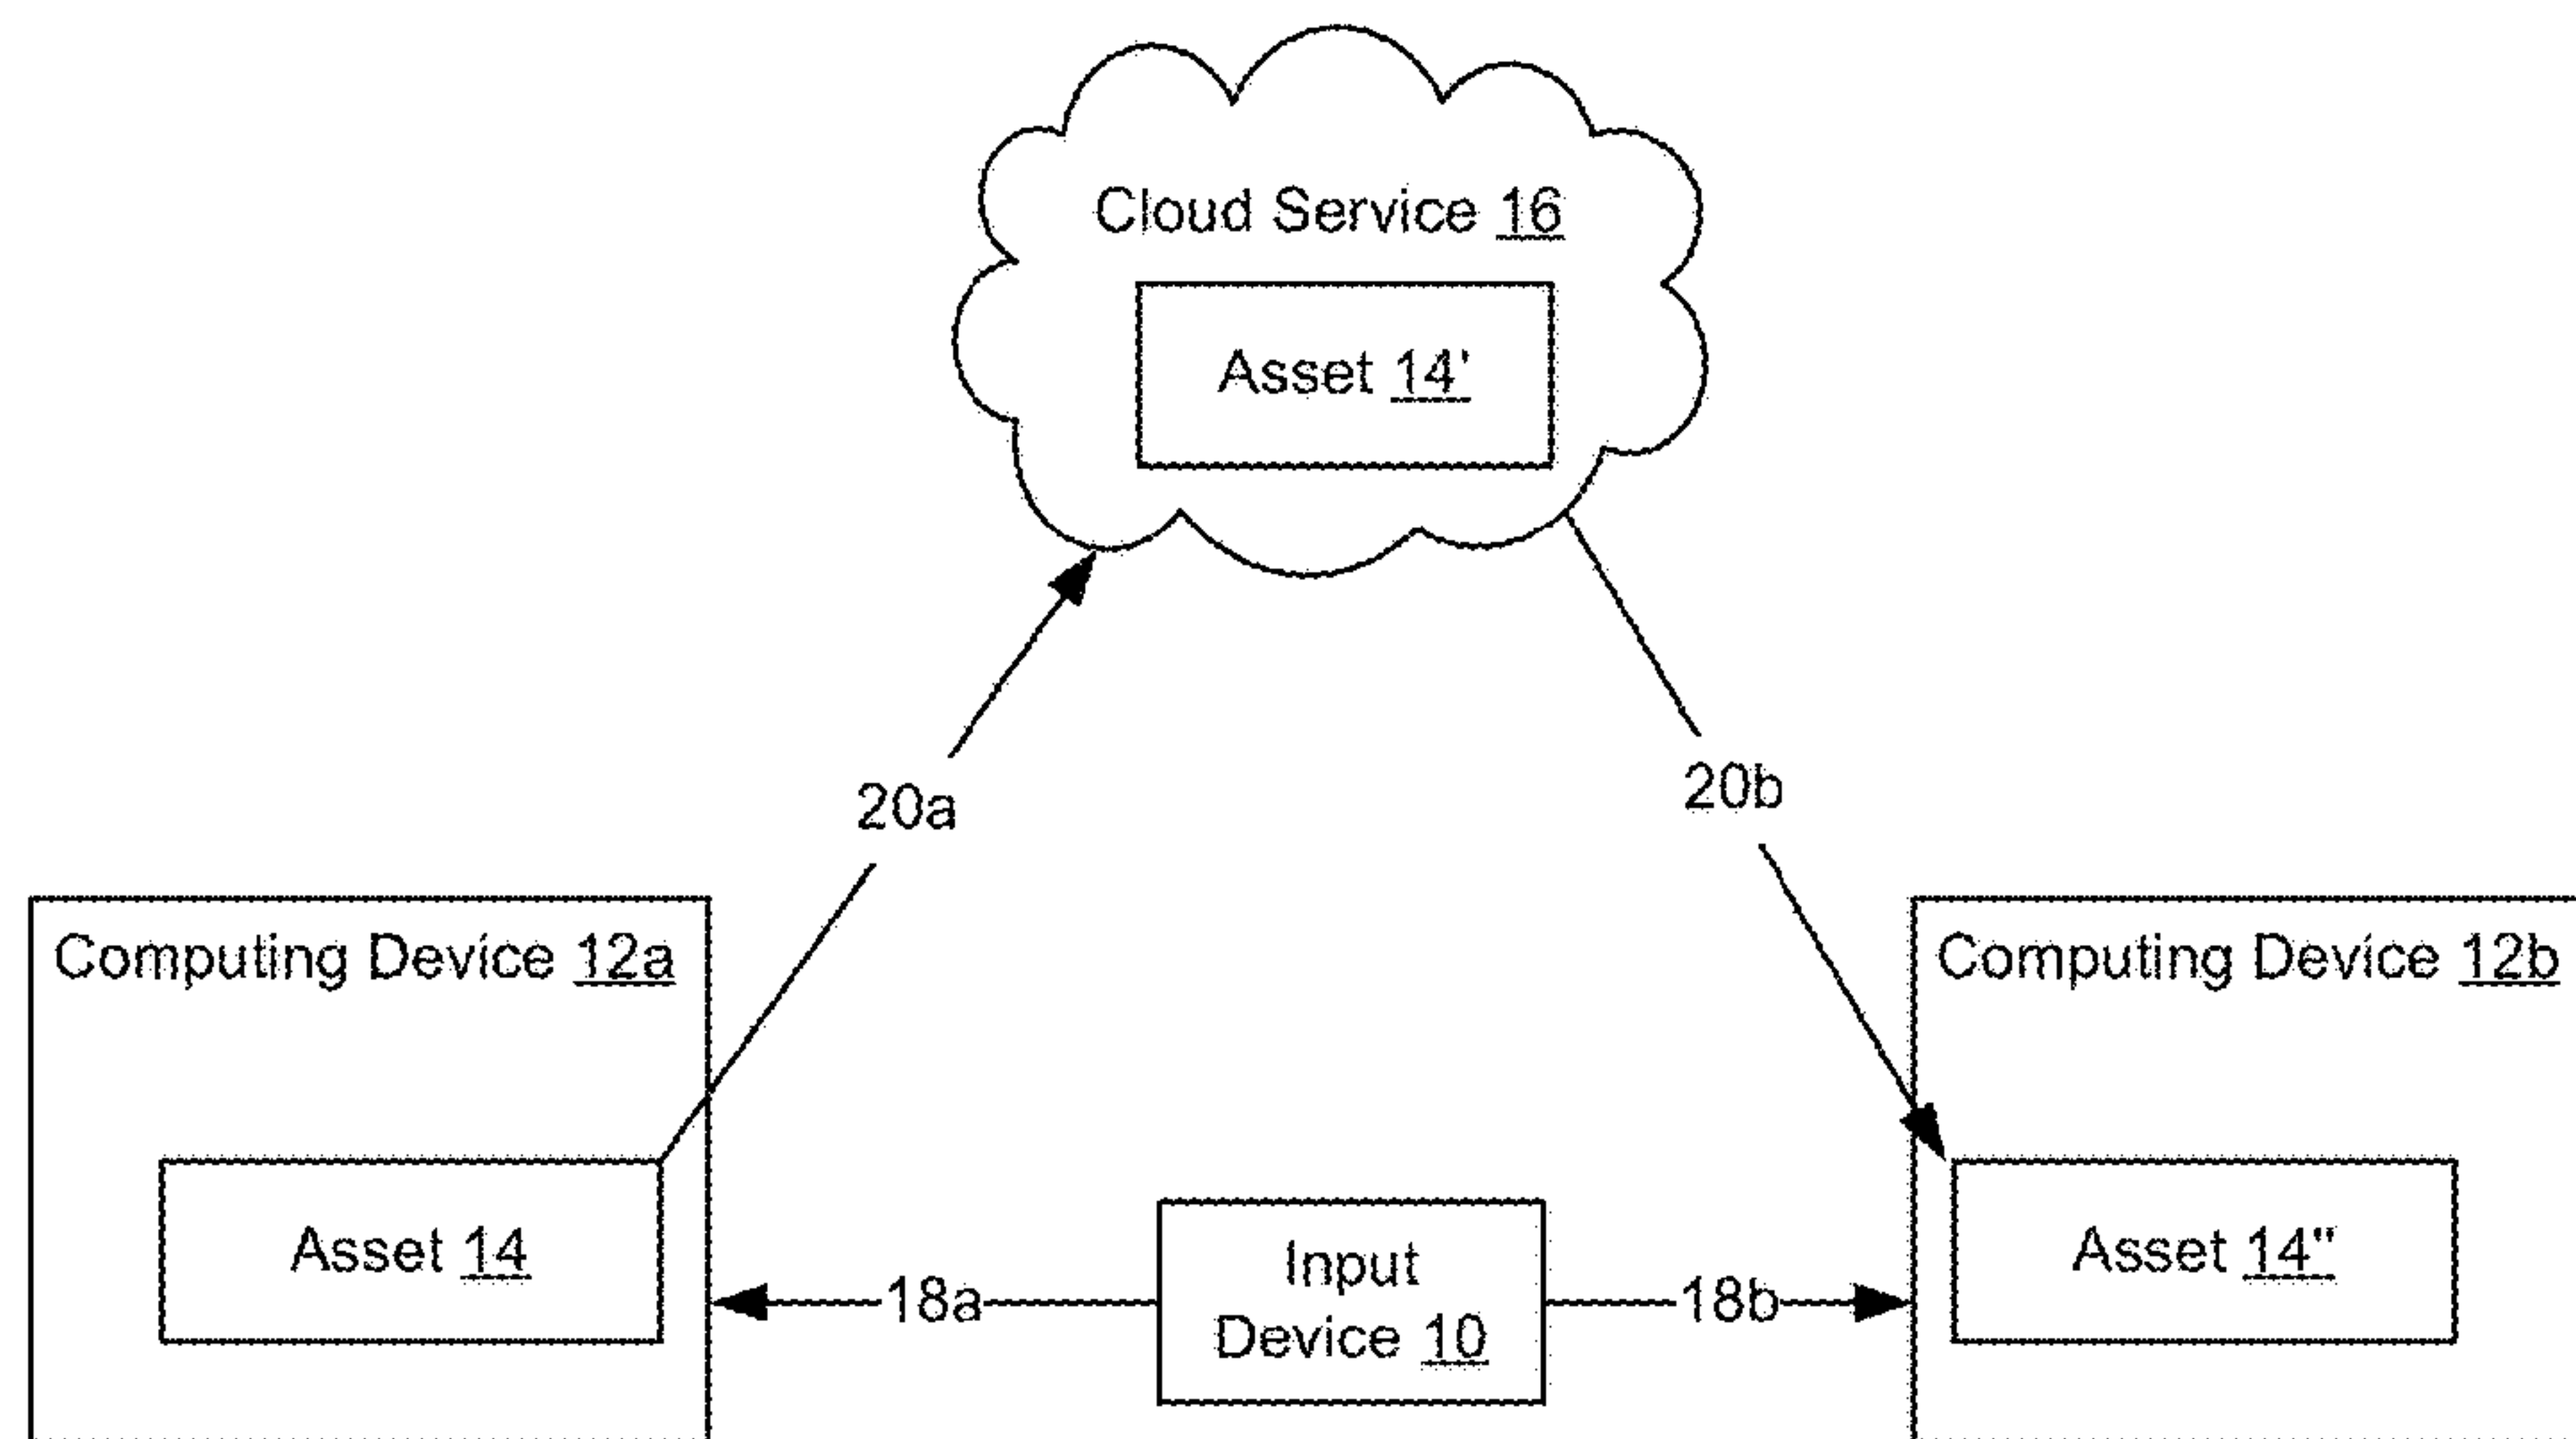 Cloud Service 16
Asset 14'
20a
20b
Computing Device 12a
Computing Device 12b
Asset 14
Asset 14"
18a
Input
Device 10
18b